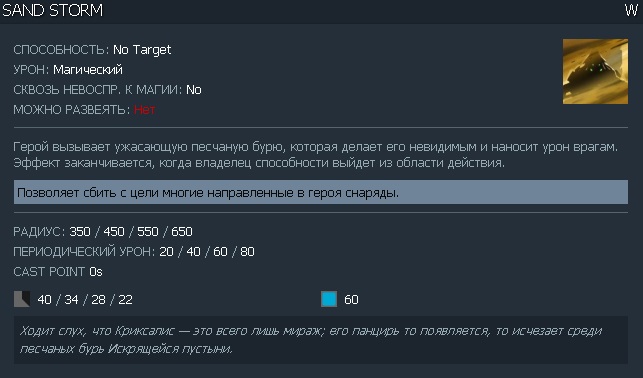 SAND STORM W
СПОСОБНОСТЬ: No Target
УРОН: Магический
СКВОЗЬ НЕВОСПР. К МАГИИ: No
МОЖНО РАЗВЕЯТЬ: Нет
Герой вызывает ужасающую песчаную бурю, которая делает его невидимым и наносит урон врагам.
Эффект заканчивается, когда владелец способности выйдет из области действия.
Позволяет сбить с цели многие направленные в героя снаряды.
РАДИУС: 350 / 450 / 550 / 650
ПЕРИОДИЧЕСКИЙ УРОН: 20 / 40 / 60 / 80
CAST POINT 0s
40 / 34 / 28 / 22 60
Ходит слух, что Криксалис — это всего лишь мираж; его панцирь то появляется, то исчезает среди
песчаных бурь Искрящейся пустыни.